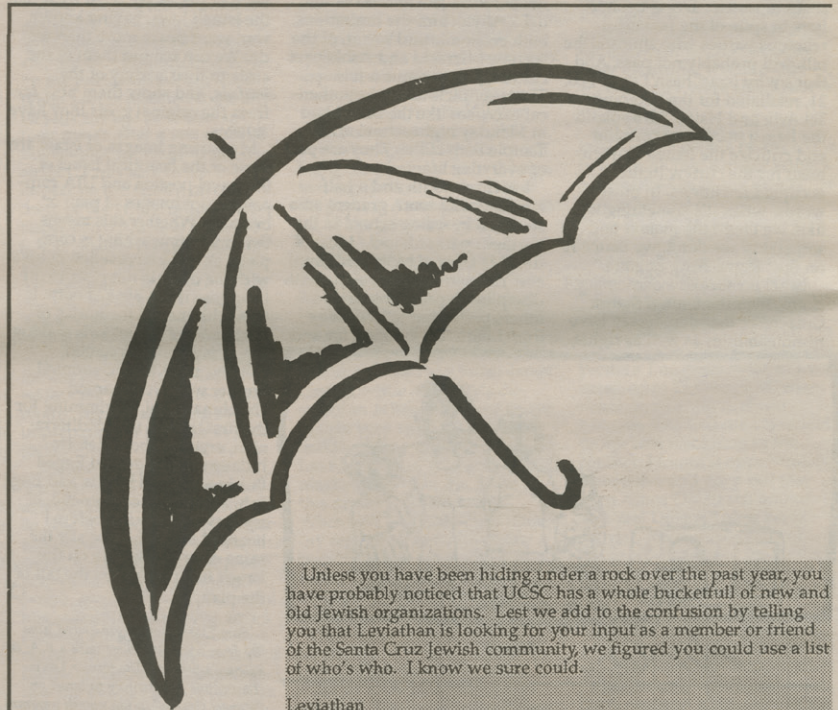 Unless you have been hiding under a rock over the past year, you
have probably noticed that UCSC has a whole bucketfull of new and
old Jewish organizations. Lest we add to the confusion by telling
you that Leviathan is looking for your input as a member or friend
of the Santa Cruz Jewish community, we figured you could use a list
of who's who. I know we sure could.
Leviathan